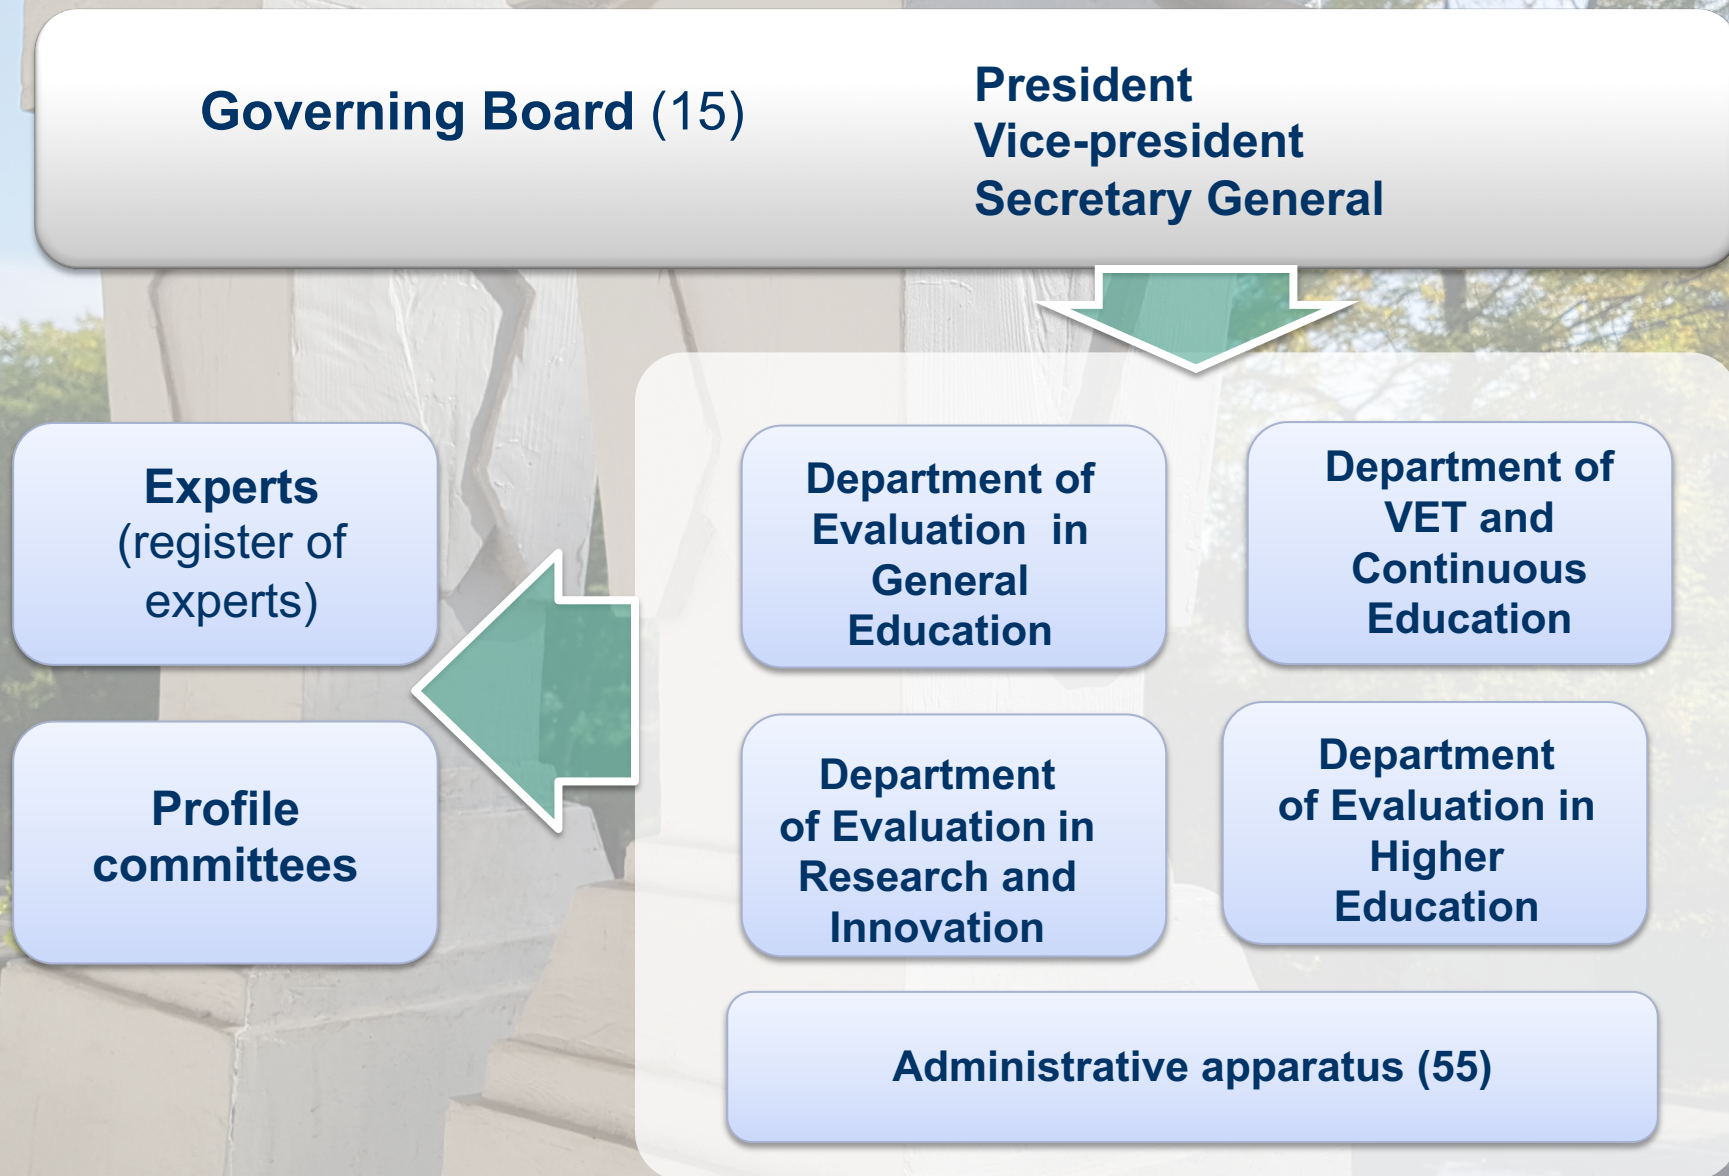 Governing Board (15)
President
Vice-president
Secretary General
Experts
(register of
experts)
Profile
committees
Department of
Evaluation in
General
Education
Department of
VET and
Continuous
Education
Department
of Evaluation in
Research and
Innovation
Department
of Evaluation in
Higher
Education
Administrative apparatus (55)